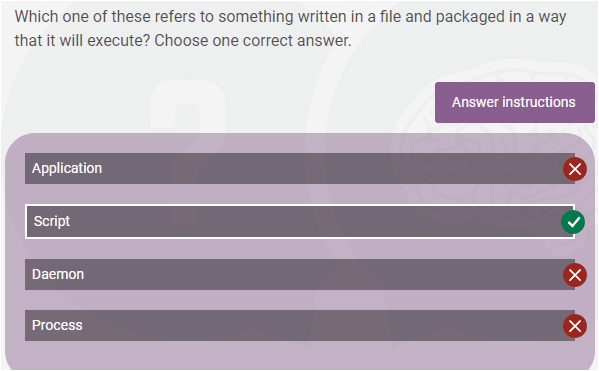 Which one of these refers to something written in a file and packaged in a way
that it will execute? Choose one correct answer.
Answer instructions
Application
Script
Daemon
Process